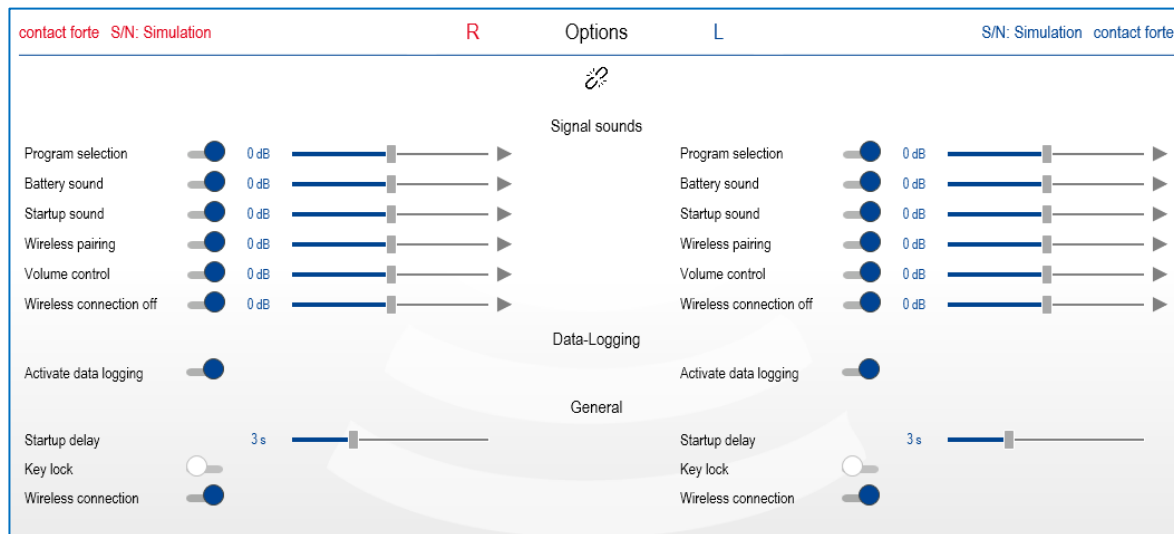 contact forte S/N: Simulation R Options L S/N: Simulation contact forte
Signal sounds
Program selection 0 dB Program selection 0 dB
Battery sound 0 dB Battery sound 0 dB
Startup sound 0 dB Startup sound 0 dB
Wireless pairing 0 dB Wireless pairing 0 dB
Volume control 0 dB Volume control 0 dB
Wireless connection off 0 dB Wireless connection off 0 dB
Data-Logging
Activate data logging Activate data logging
General
Startup delay 3 s Startup delay 3 s
Key lock Key lock
Wireless connection Wireless connection